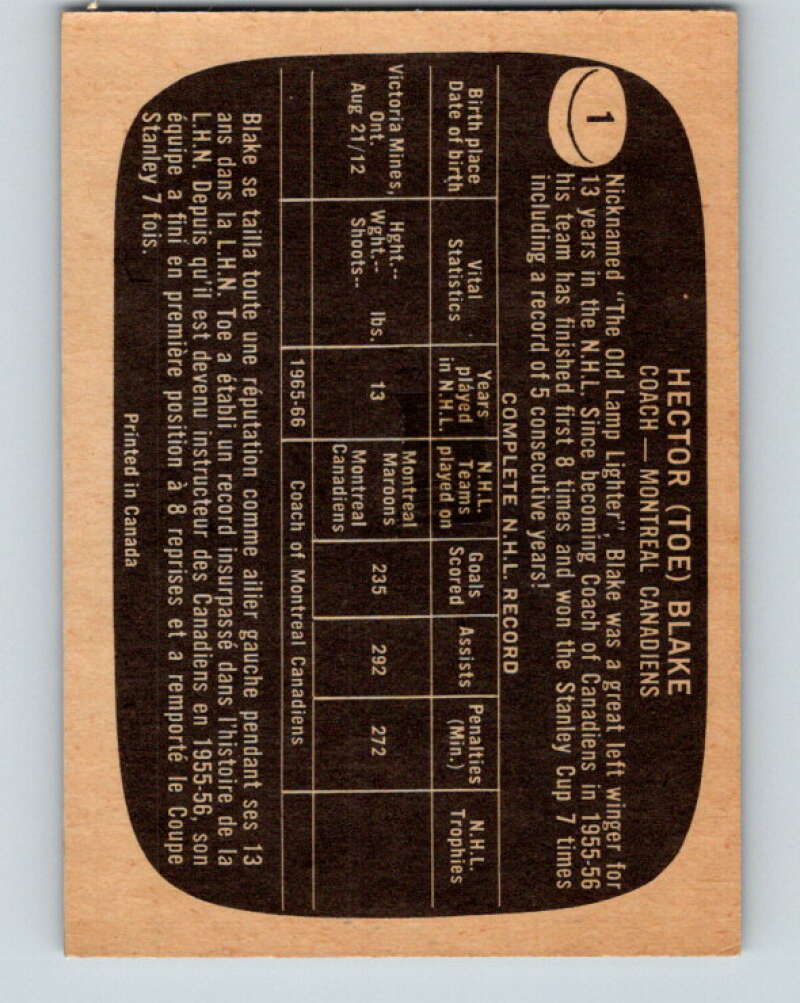 HECTOR (TOE) BLAKE
COACH — MONTREAL CANADIENS
1
Nicknamed "The Old Lamp Lighter", Blake was a great left winger for
13 years in the N.H.L. Since becoming Coach of Canadiens in 1955-56
his team has finished first 8 times and won the Stanley Cup 7 times
including a record of 5 consecutive years!
COMPLETE N.H.L. RECORD
Birth place
Date of birth
Vital
Statistics
Years
played
in N.H.L.
N.H.L.
Teams
played on
Goals
Scored
Assists
Penalties
(Min.)
N.H.L.
Trophies
Victoria Mines,
Ont.
Aug 21/12
Hght.--
Wght.-- lbs.
Shoots--
13
Montreal
Maroons
Montreal
Canadiens
235
292
272
1965-66
Coach of Montreal Canadiens
Blake se tailla toute une réputation comme ailier gauche pendant ses 13
ans dans la L.H.N. Toe a établi un record insurpassé dans l'histoire de la
L.H.N. Depuis qu'il est devenu instructeur des Canadiens en 1955-56, son
équipe a fini en première position à 8 reprises et a remporté le Coupe
Stanley 7 fois.
Printed in Canada